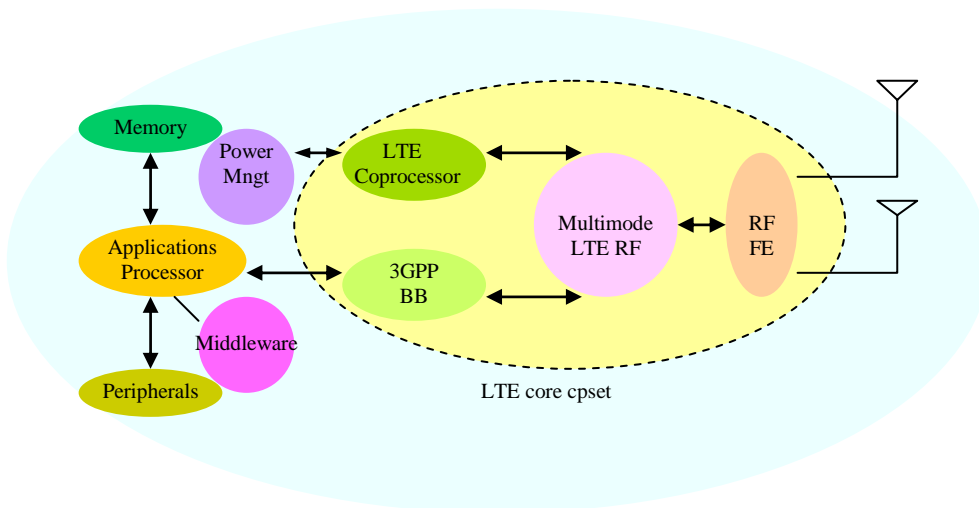 Memory
Power
Mngt
LTE
Coprocessor
Multimode
LTE RF
RF
FE
Applications
Processor
3GPP
BB
Middleware
Peripherals
LTE core cpset